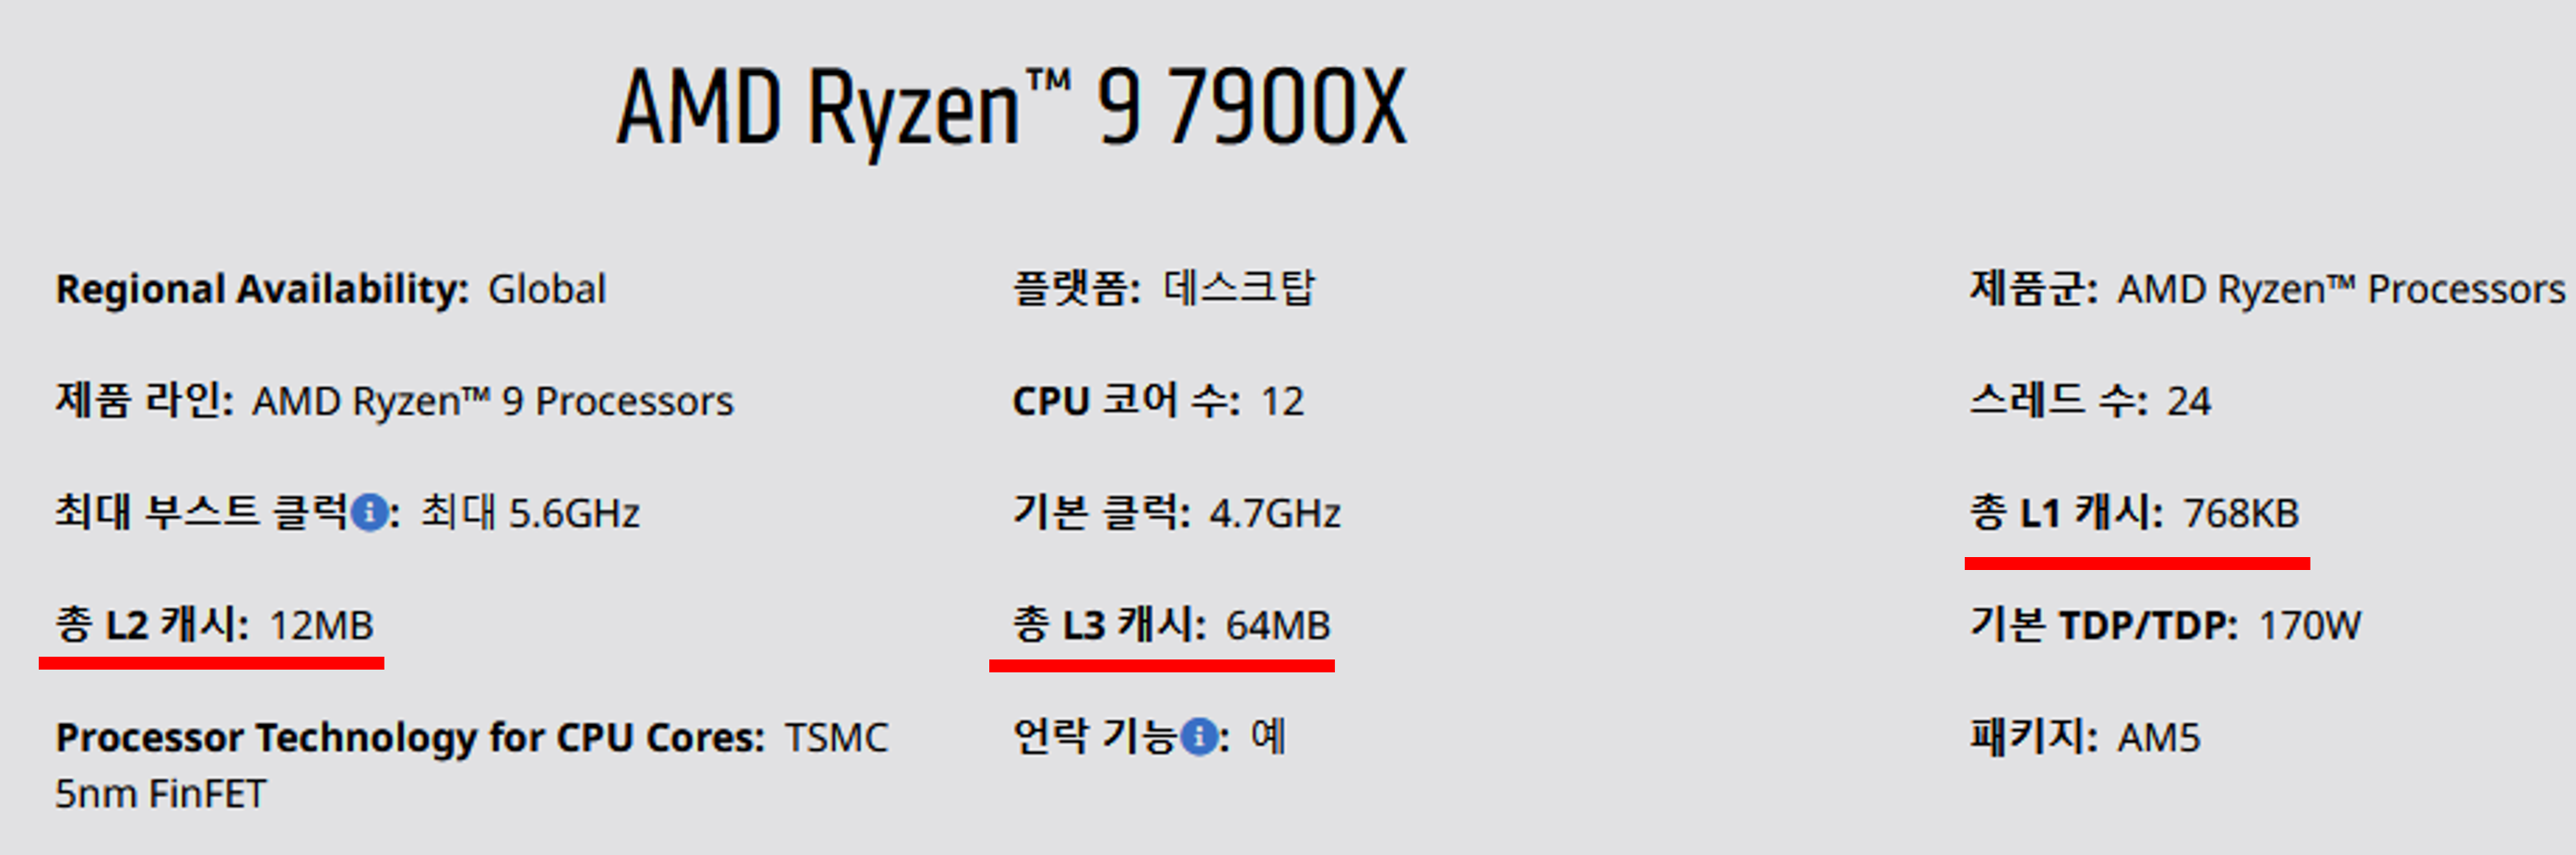 AMD Ryzen™ 9 7900X
Regional Availability: Global
플랫폼: 데스크탑
제품군: AMD Ryzen™ Processors
제품 라인: AMD Ryzen™ 9 Processors
CPU 코어 수: 12
스레드 수: 24
최대 부스트 클럭i: 최대 5.6GHz
기본 클럭: 4.7GHz
총 L1 캐시: 768KB
총 L2 캐시: 12MB
총 L3 캐시: 64MB
기본 TDP/TDP: 170W
Processor Technology for CPU Cores: TSMC
5nm FinFET
언락 기능i: 예
패키지: AM5